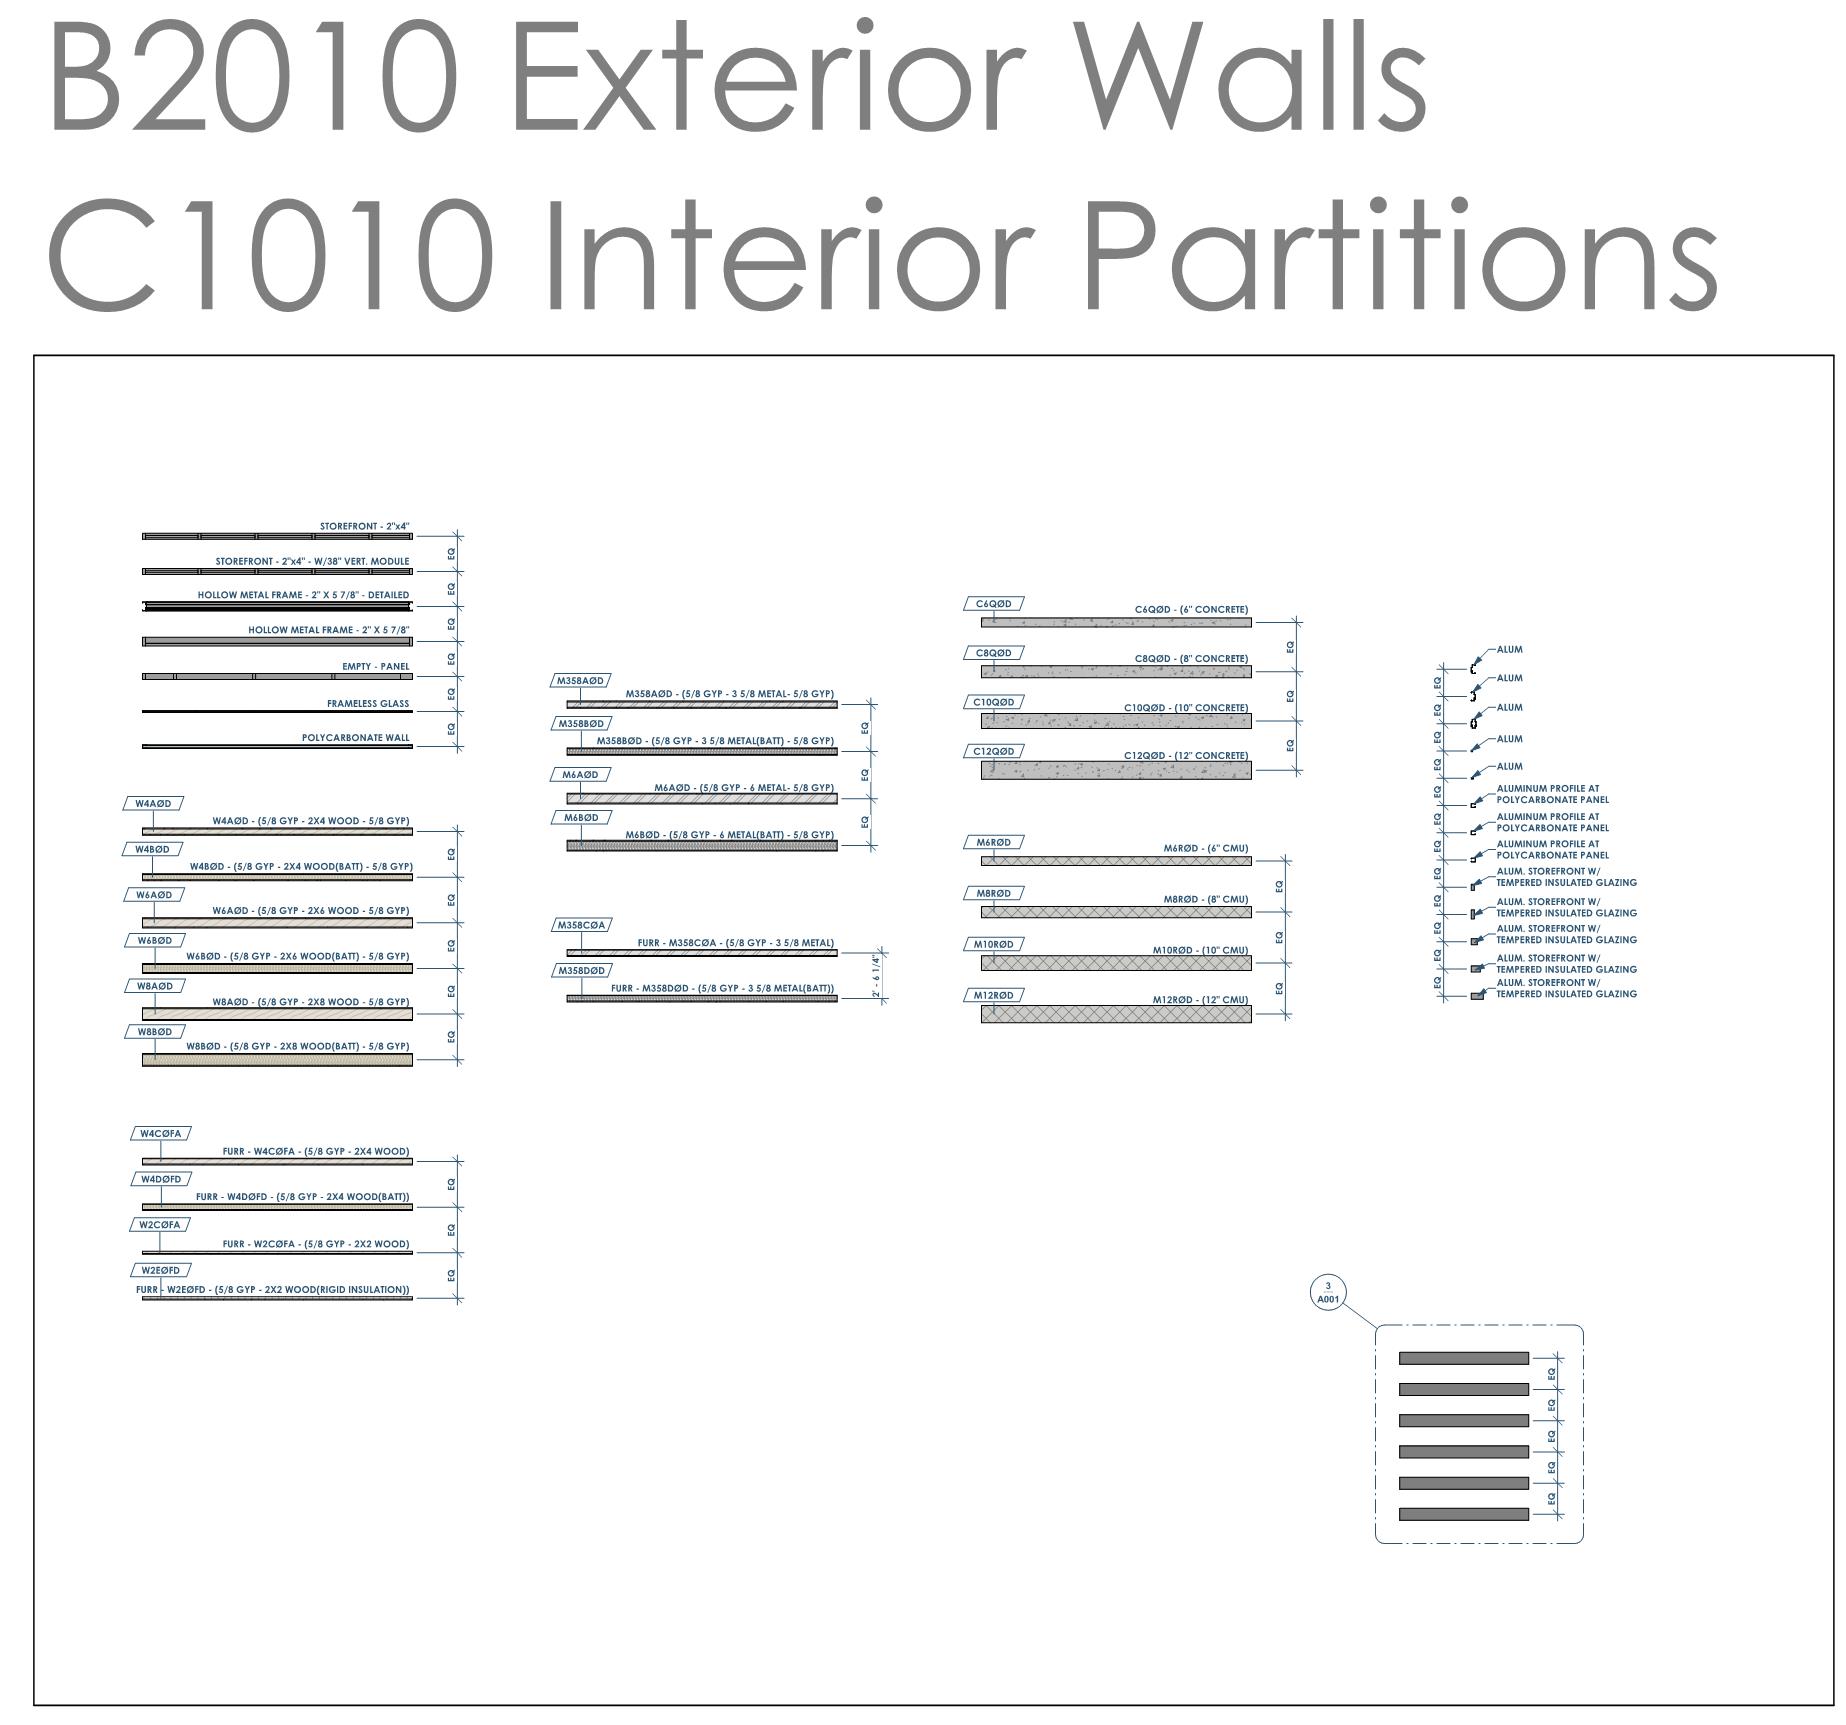 B2010 Exterior Walls
C1010 Interior Partitions
STOREFRONT - 2"x4"
EQ
STOREFRONT - 2"x4" - W/38" VERT. MODULE
EQ
HOLLOW METAL FRAME - 2" X 5 7/8" - DETAILED
EQ
HOLLOW METAL FRAME - 2" X 5 7/8"
EQ
EMPTY - PANEL
EQ
FRAMELESS GLASS
EQ
POLYCARBONATE WALL
W4AØD
W4AØD - (5/8 GYP - 2X4 WOOD - 5/8 GYP)
EQ
W4BØD
W4BØD - (5/8 GYP - 2X4 WOOD(BATT) - 5/8 GYP)
EQ
W6AØD
W6AØD - (5/8 GYP - 2X6 WOOD - 5/8 GYP)
EQ
W6BØD
W6BØD - (5/8 GYP - 2X6 WOOD(BATT) - 5/8 GYP)
EQ
W8AØD
W8AØD - (5/8 GYP - 2X8 WOOD - 5/8 GYP)
EQ
W8BØD
W8BØD - (5/8 GYP - 2X8 WOOD(BATT) - 5/8 GYP)
W4CØFA
FURR - W4CØFA - (5/8 GYP - 2X4 WOOD)
EQ
W4DØFD
FURR - W4DØFD - (5/8 GYP - 2X4 WOOD(BATT))
EQ
W2CØFA
FURR - W2CØFA - (5/8 GYP - 2X2 WOOD)
EQ
W2EØFD
FURR - W2EØFD - (5/8 GYP - 2X2 WOOD(RIGID INSULATION))
M358AØD
M358AØD - (5/8 GYP - 3 5/8 METAL- 5/8 GYP)
EQ
M358BØD
M358BØD - (5/8 GYP - 3 5/8 METAL(BATT) - 5/8 GYP)
EQ
M6AØD
M6AØD - (5/8 GYP - 6 METAL- 5/8 GYP)
EQ
M6BØD
M6BØD - (5/8 GYP - 6 METAL(BATT) - 5/8 GYP)
M358CØA
FURR - M358CØA - (5/8 GYP - 3 5/8 METAL)
2' - 6 1/4"
M358DØD
FURR - M358DØD - (5/8 GYP - 3 5/8 METAL(BATT))
C6QØD
C6QØD - (6" CONCRETE)
EQ
C8QØD
C8QØD - (8" CONCRETE)
EQ
C10QØD
C10QØD - (10" CONCRETE)
EQ
C12QØD
C12QØD - (12" CONCRETE)
M6RØD
M6RØD - (6" CMU)
EQ
M8RØD
M8RØD - (8" CMU)
EQ
M10RØD
M10RØD - (10" CMU)
EQ
M12RØD
M12RØD - (12" CMU)
ALUM
EQ
ALUM
EQ
ALUM
EQ
ALUM
EQ
ALUM
EQ
ALUMINUM PROFILE AT
POLYCARBONATE PANEL
EQ
ALUMINUM PROFILE AT
POLYCARBONATE PANEL
EQ
ALUMINUM PROFILE AT
POLYCARBONATE PANEL
EQ
ALUM. STOREFRONT W/
TEMPERED INSULATED GLAZING
EQ
ALUM. STOREFRONT W/
TEMPERED INSULATED GLAZING
EQ
ALUM. STOREFRONT W/
TEMPERED INSULATED GLAZING
EQ
ALUM. STOREFRONT W/
TEMPERED INSULATED GLAZING
EQ
ALUM. STOREFRONT W/
TEMPERED INSULATED GLAZING
3
A001
EQ
EQ
EQ
EQ
EQ